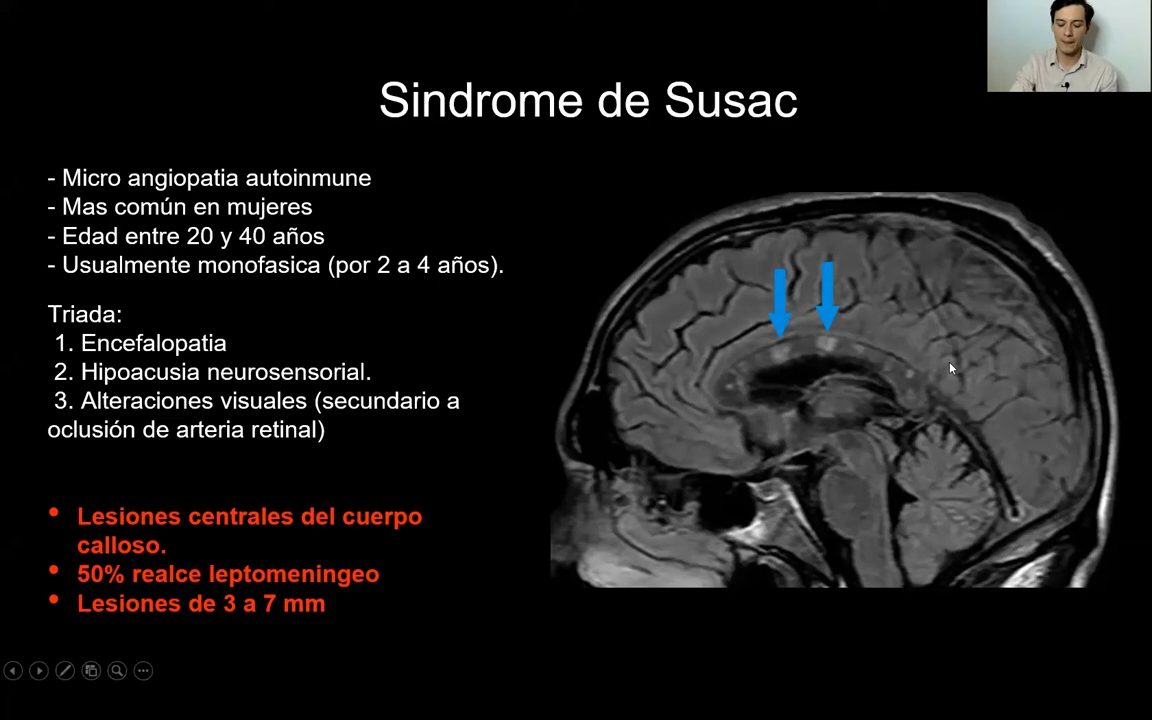 Sindrome de Susac
- Micro angiopatia autoinmune
- Mas común en mujeres
- Edad entre 20 y 40 años
- Usualmente monofasica (por 2 a 4 años).
Triada:
1. Encefalopatia
2. Hipoacusia neurosensorial.
3. Alteraciones visuales (secundario a
oclusión de arteria retinal)
• Lesiones centrales del cuerpo
calloso.
• 50% realce leptomeningeo
• Lesiones de 3 a 7 mm